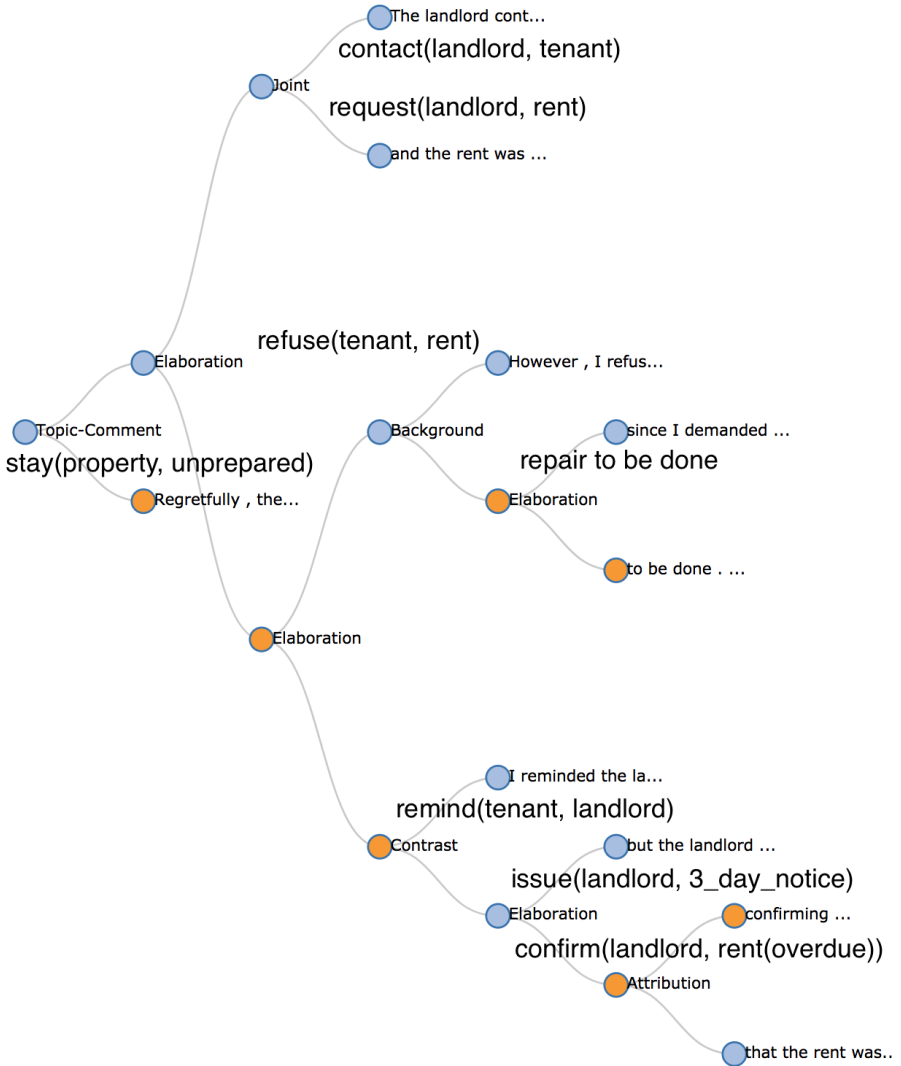 The landlord cont...
contact(landlord, tenant)
Joint
request(landlord, rent)
and the rent was ...
refuse(tenant, rent)
Elaboration
However , I refus...
Topic-Comment
Background
since I demanded ...
stay(property, unprepared)
repair to be done
Regretfully , the...
Elaboration
to be done . ...
Elaboration
I reminded the la...
remind(tenant, landlord)
Contrast
but the landlord ...
issue(landlord, 3_day_notice)
Elaboration
confirming ...
confirm(landlord, rent(overdue))
Attribution
that the rent was..